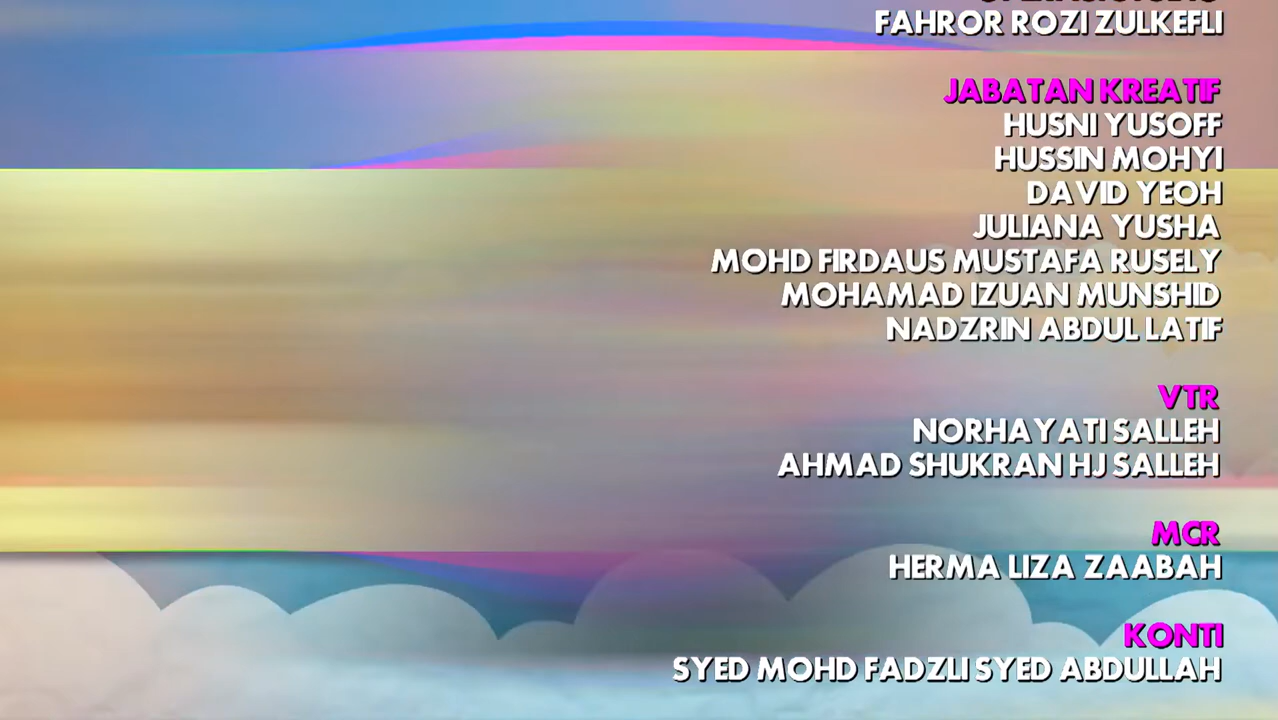 FAHROR ROZI ZULKEFLI
JABATAN KREATIF
HUSNI YUSOFF
HUSSIN MOHYI
DAVID YEOH
JULIANA YUSHA
MOHD FIRDAUS MUSTAFA RUSELY
MOHAMAD IZUAN MUNSHID
NADZRIN ABDUL LATIF
VTR
NORHAYATI SALLEH
AHMAD SHUKRAN HJ SALLEH
MCR
HERMA LIZA ZAABAH
KONTI
SYED MOHD FADZLI SYED ABDULLAH